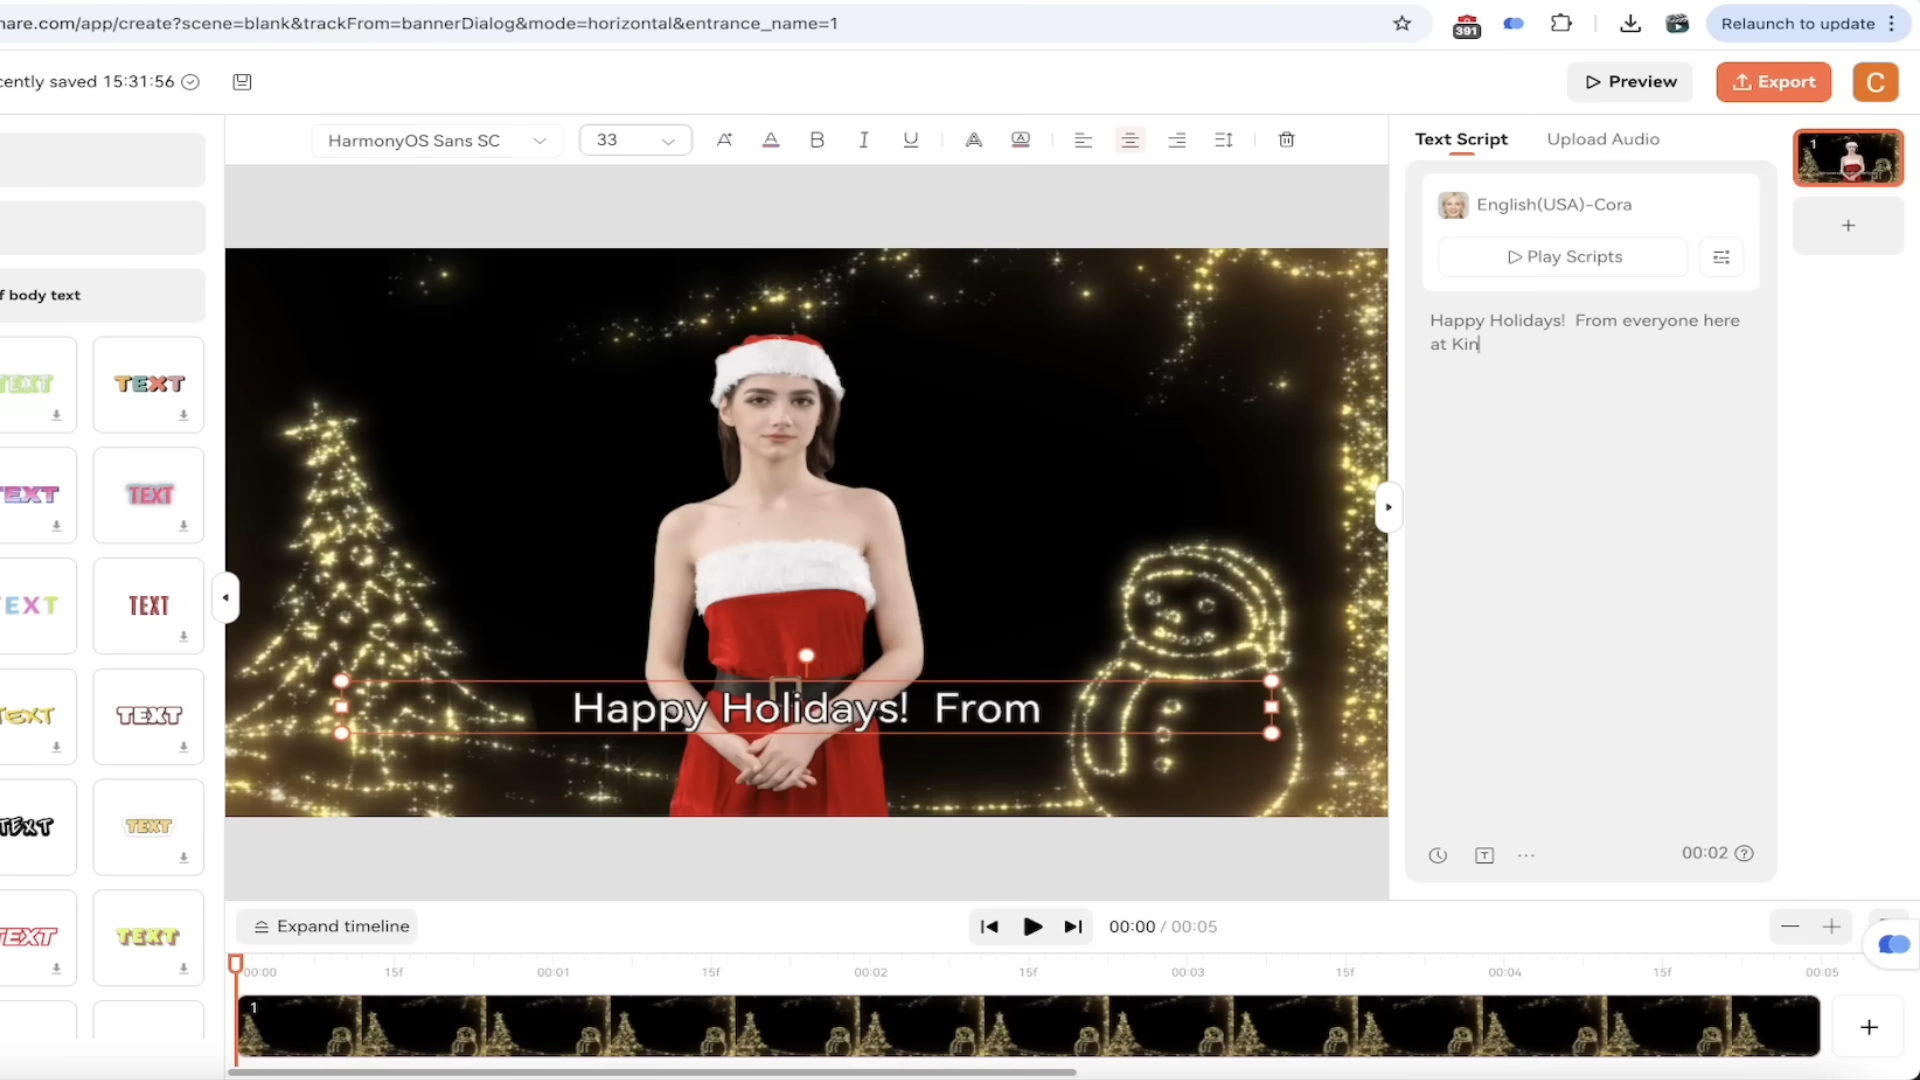 hare.com/app/create?scene=blank&trackFrom=bannerDialog&mode=horizontal&entrance_name=1
391
Relaunch to update
cently saved 15:31:56
Preview
Export
C
HarmonyOS Sans SC
33
Text Script
Upload Audio
1
English(USA)-Cora
Play Scripts
Happy Holidays!  From everyone here
at Kin
f body text
TEXT
TEXT
TEXT
TEXT
EXT
TEXT
TEXT
TEXT
TEXT
TEXT
TEXT
TEXT
Happy Holidays!  From
00:02
Expand timeline
00:00 / 00:05
00:00
15f
00:01
15f
00:02
15f
00:03
15f
00:04
15f
00:05
1